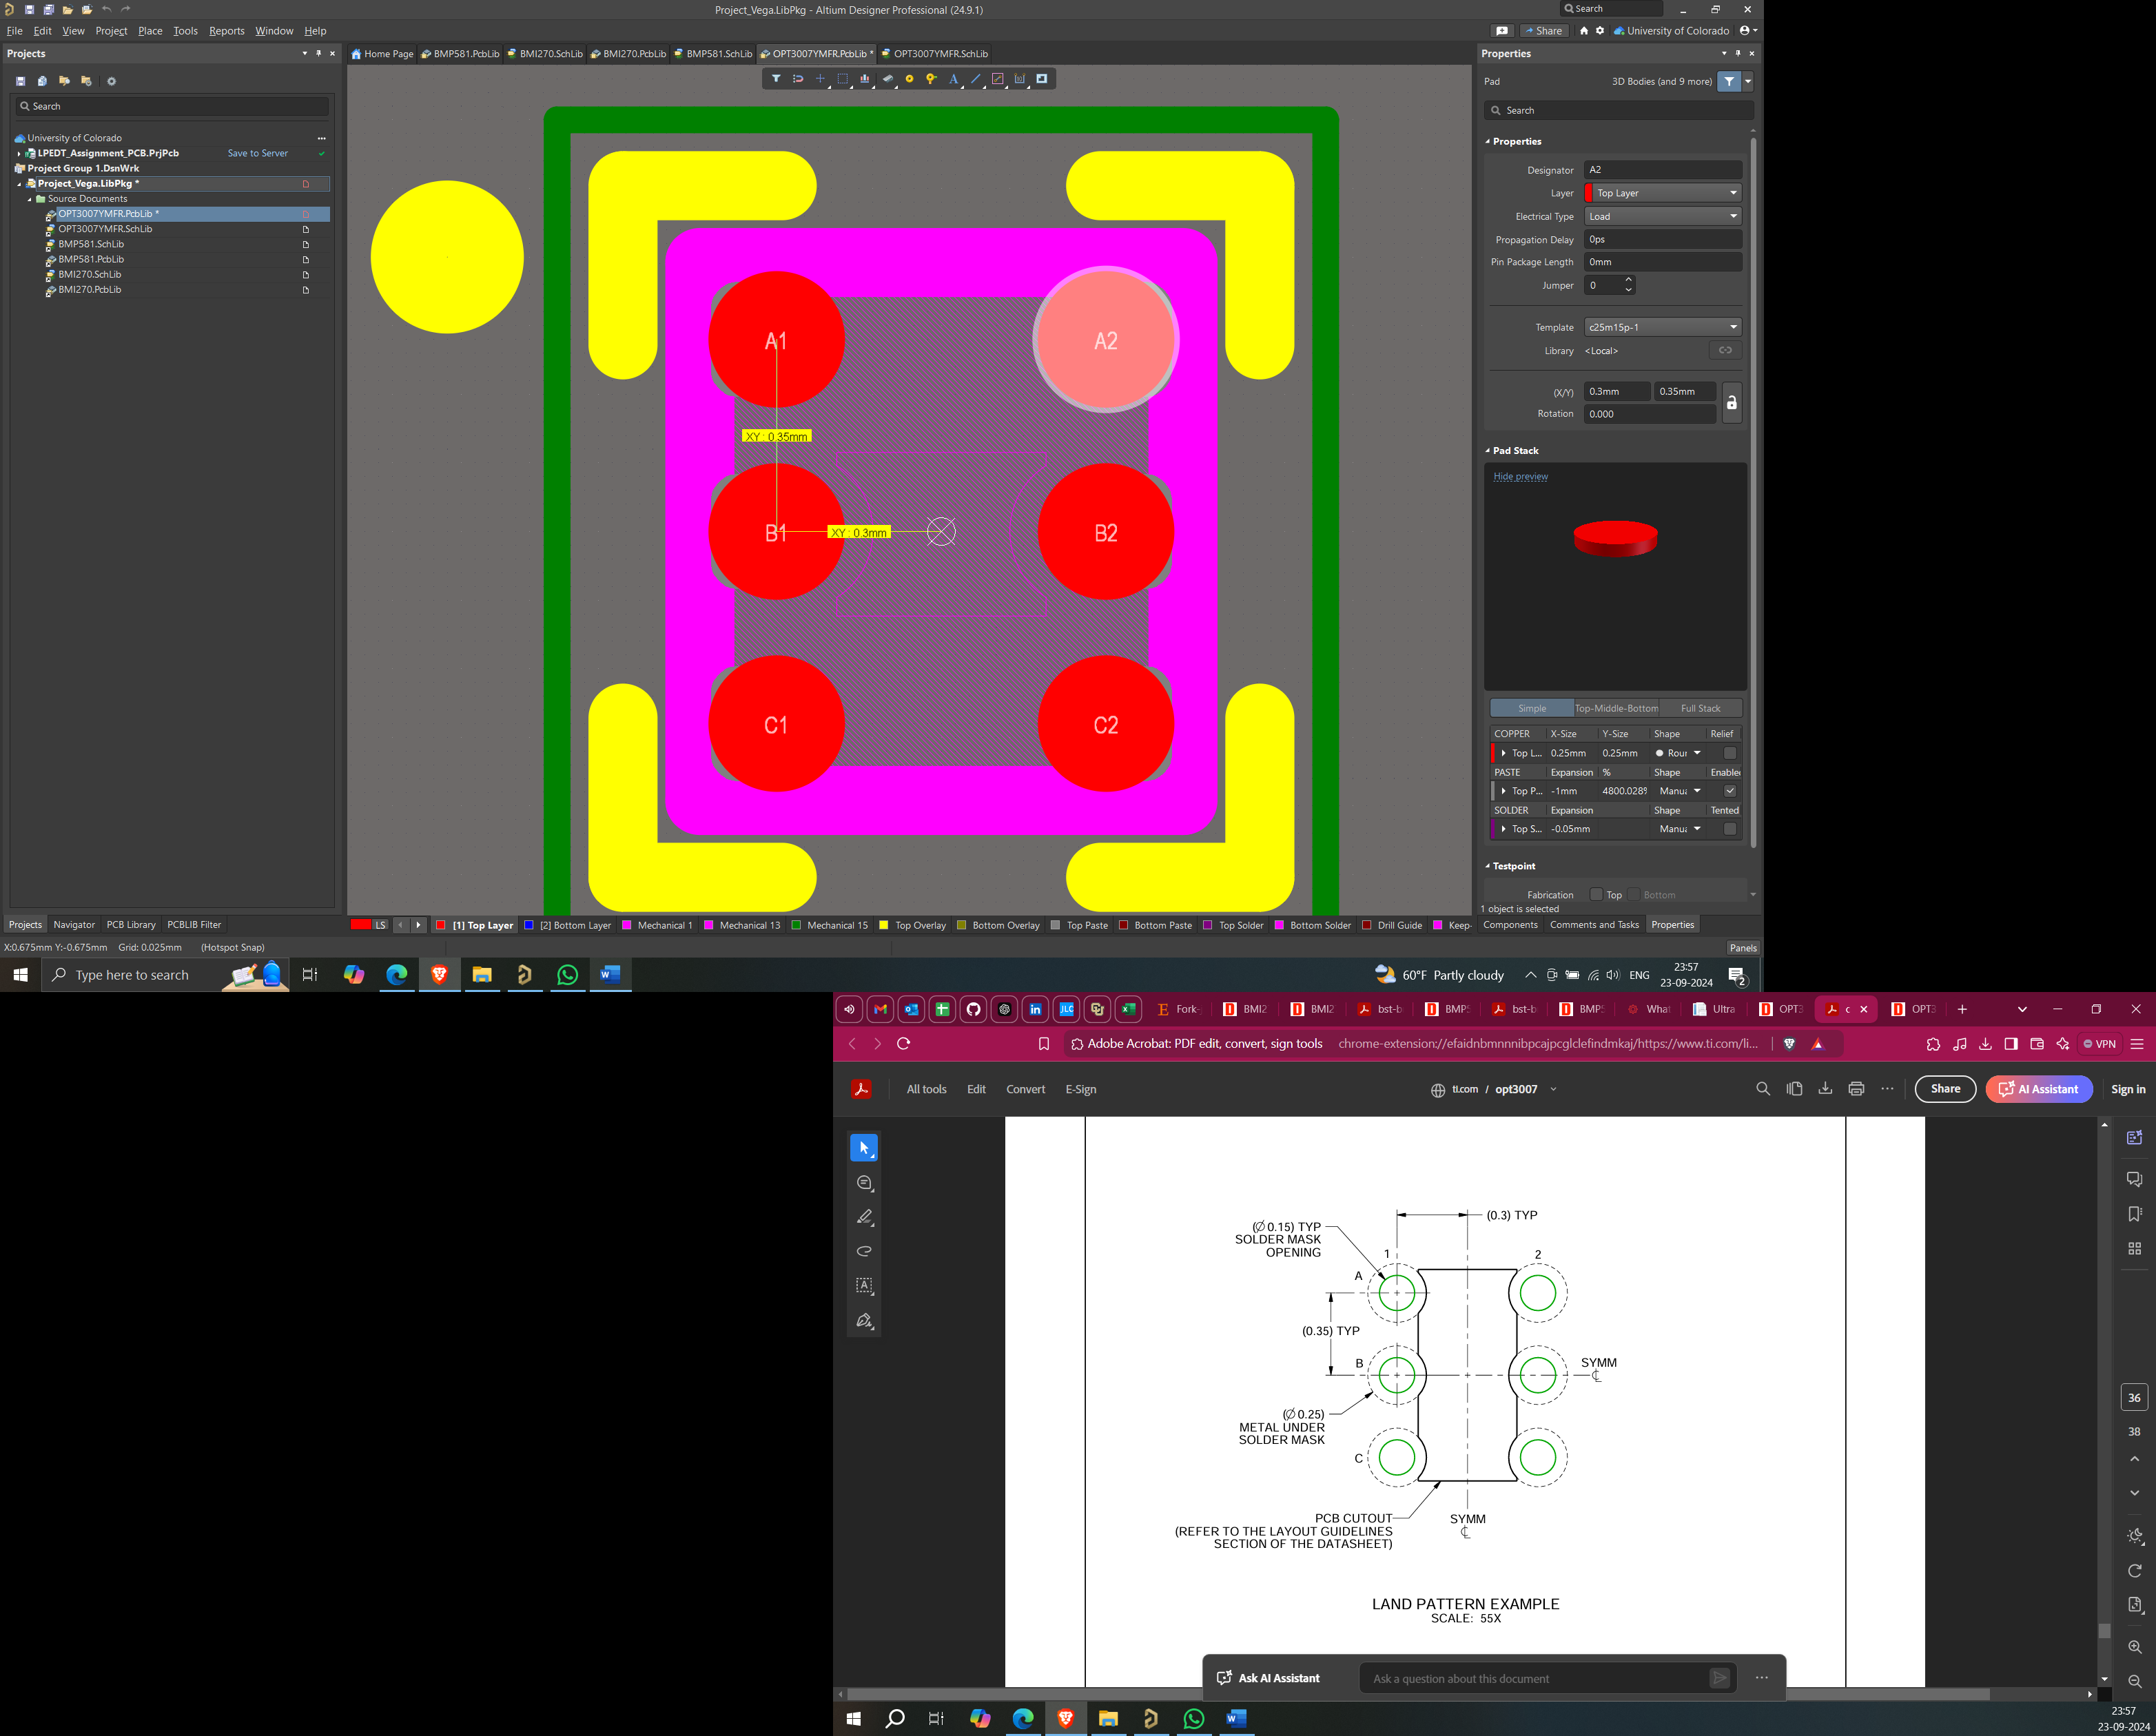 Project_Vega.LibPkg - Altium Designer Professional (24.9.1)
Search
File Edit View Project Place Tools Reports Window Help
Share
University of Colorado
Projects
Search
University of Colorado
LPEDT_Assignment_PCB.PrjPcb Save to Server
Project Group 1.DsnWrk
Project_Vega.LibPkg *
Source Documents
OPT3007YMFR.PcbLib *
OPT3007YMFR.SchLib
BMP581.SchLib
BMP581.PcbLib
BMI270.SchLib
BMI270.PcbLib
Home Page BMP581.PcbLib BMI270.SchLib BMI270.PcbLib BMP581.SchLib OPT3007YMFR.PcbLib * OPT3007YMFR.SchLib
A1 A2
XY : 0.35mm
B1 XY : 0.3mm B2
C1 C2
Properties
Pad 3D Bodies (and 9 more)
Search
Properties
Designator A2
Layer Top Layer
Electrical Type Load
Propagation Delay 0ps
Pin Package Length 0mm
Jumper 0
Template c25m15p-1
Library <Local>
(X/Y) 0.3mm 0.35mm
Rotation 0.000
Pad Stack
Hide preview
Simple Top-Middle-Bottom Full Stack
COPPER X-Size Y-Size Shape Relief
Top L... 0.25mm 0.25mm Roun
PASTE Expansion % Shape Enabled
Top P... -1mm 4800.028% Manu
SOLDER Expansion Shape Tented
Top S... -0.05mm Manu
Testpoint
Fabrication Top Bottom
1 object is selected
Projects Navigator PCB Library PCBLIB Filter
LS [1] Top Layer [2] Bottom Layer Mechanical 1 Mechanical 13 Mechanical 15 Top Overlay Bottom Overlay Top Paste Bottom Paste Top Solder Bottom Solder Drill Guide Keep-
Components Comments and Tasks Properties
X:0.675mm Y:-0.675mm Grid: 0.025mm (Hotspot Snap)
Panels
Type here to search
60°F Partly cloudy
ENG
23:57
23-09-2024
2
Fork- BMI2 BMI2 bst-b BMP5 bst-b BMP5 What Ultra OPT3 c OPT3
Adobe Acrobat: PDF edit, convert, sign tools chrome-extension://efaidnbmnnnibpcajpcglclefindmkaj/https://www.ti.com/li...
VPN
All tools Edit Convert E-Sign
ti.com / opt3007
Share
AI Assistant
Sign in
(0.3) TYP
(Ø 0.15) TYP
SOLDER MASK
OPENING
1 2
A
(0.35) TYP
B
SYMM
℄
(Ø 0.25)
METAL UNDER
SOLDER MASK
C
PCB CUTOUT
(REFER TO THE LAYOUT GUIDELINES
SECTION OF THE DATASHEET)
SYMM
℄
LAND PATTERN EXAMPLE
SCALE: 55X
36
38
Ask AI Assistant Ask a question about this document
23:57
23-09-2024